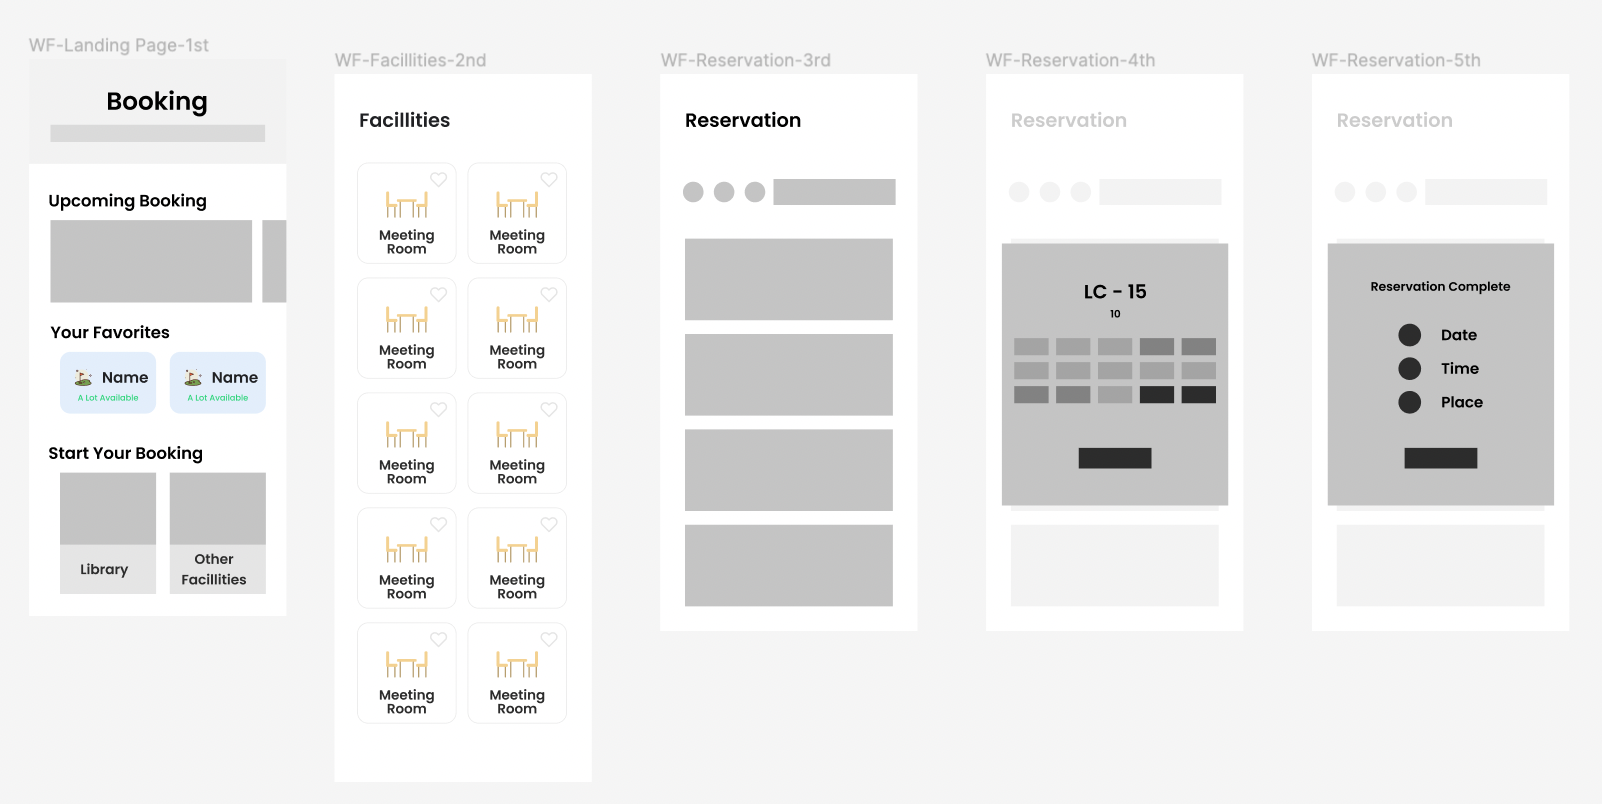 WF-Landing Page-1st
Booking
Upcoming Booking
Your Favorites
Name
A Lot Available
Name
A Lot Available
Start Your Booking
Library
Other
Facillities
WF-Facillities-2nd
Facillities
Meeting
Room
Meeting
Room
Meeting
Room
Meeting
Room
Meeting
Room
Meeting
Room
Meeting
Room
Meeting
Room
Meeting
Room
Meeting
Room
WF-Reservation-3rd
Reservation
WF-Reservation-4th
Reservation
LC - 15
10
WF-Reservation-5th
Reservation
Reservation Complete
Date
Time
Place